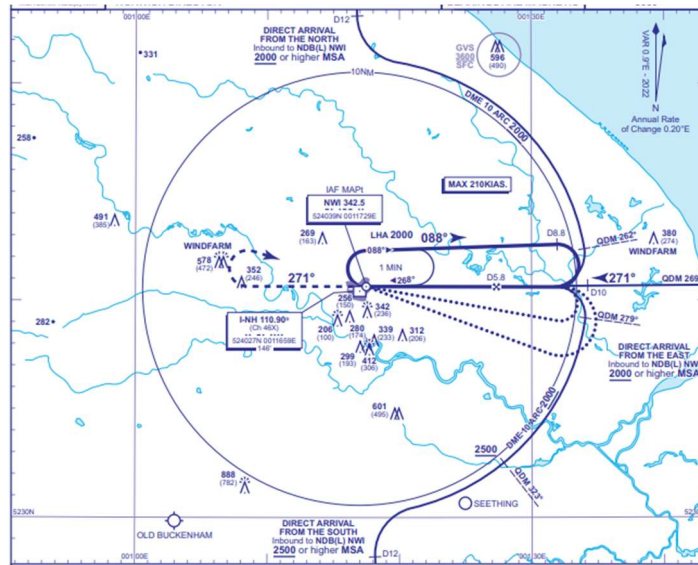 D12
001 00E
001 30E
DIRECT ARRIVAL
FROM THE NORTH
Inbound to NDB(L) NWI
2000 or higher MSA
GVS
3600
SFC
596
(490)
VAR 0.9°E - 2022
N
Annual Rate
of Change 0.20°E
331
10NM
DME 10 ARC 2000
258
MAX 210KIAS.
IAF MAPt
NWI 342.5
524039N 0011729E
491
(385)
269
(163)
LHA 2000
088°
D8.8
QDM 262°
380
(274)
WINDFARM
WINDFARM
578
(472)
352
(246)
271°
088°
1 MIN
268°
D5.8
271°
QDM 269
D10
I-NH 110.90
(Ch 46X)
524027N 0011659E
146'
256
(150)
342
(236)
206
(100)
280
(174)
339
(233)
312
(206)
299
(193)
412
(306)
282
QDM 279°
DIRECT ARRIVAL
FROM THE EAST
Inbound to NDB(L) NWI
2000 or higher MSA
601
(495)
DME 10 ARC 2000
2500
QDM 323°
888
(782)
SEETHING
5230N
5230
OLD BUCKENHAM
DIRECT ARRIVAL
FROM THE SOUTH
Inbound to NDB(L) NWI
2500 or higher MSA
D12
001 00E
001 30E